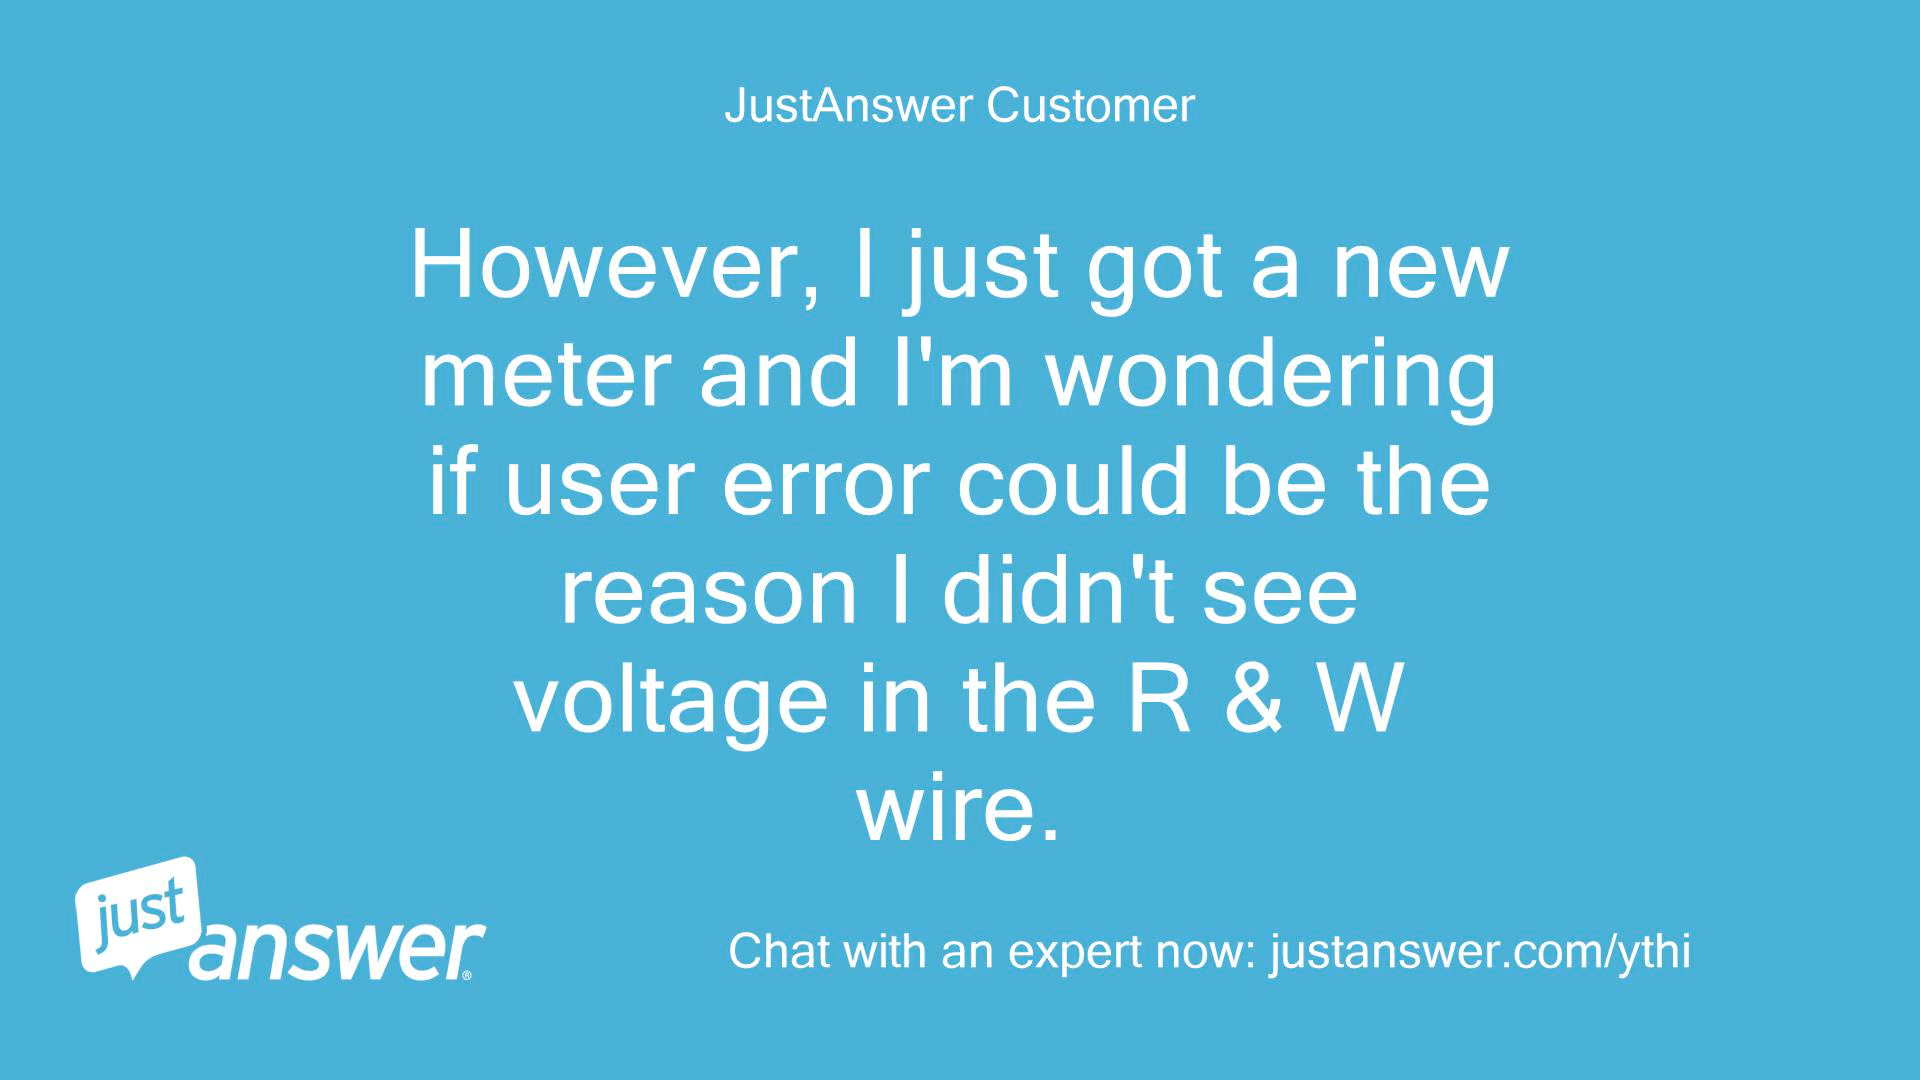 JustAnswer Customer
However, I just got a new
meter and I'm wondering
if user error could be the
reason I didn't see
voltage in the R & W
wire.
just
answer®
Chat with an expert now: justanswer.com/ythi